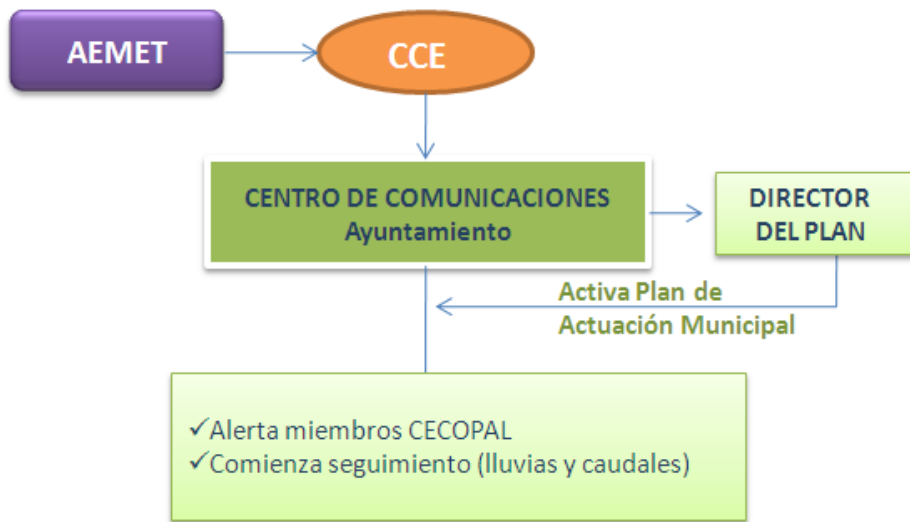 AEMET
CCE
CENTRO DE COMUNICACIONES
Ayuntamiento
DIRECTOR
DEL PLAN
Activa Plan de
Actuación Municipal
✓Alerta miembros CECOPAL
✓Comienza seguimiento (lluvias y caudales)